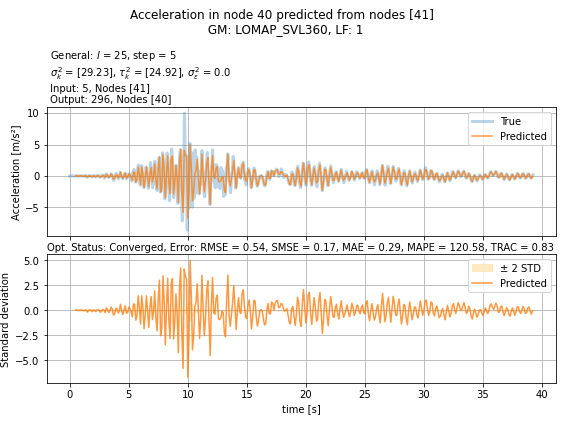 Acceleration in node 40 predicted from nodes [41]
GM: LOMAP_SVL360, LF: 1
General: l = 25, step = 5
σ²ₖ = [29.23], τ²ₖ = [24.92], σ²ε = 0.0
Input: 5, Nodes [41]
Output: 296, Nodes [40]
10
5
0
−5
Acceleration [m/s²]
True
Predicted
Opt. Status: Converged, Error: RMSE = 0.54, SMSE = 0.17, MAE = 0.29, MAPE = 120.58, TRAC = 0.83
5.0
2.5
0.0
−2.5
−5.0
Standard deviation
± 2 STD
Predicted
0 5 10 15 20 25 30 35 40
time [s]